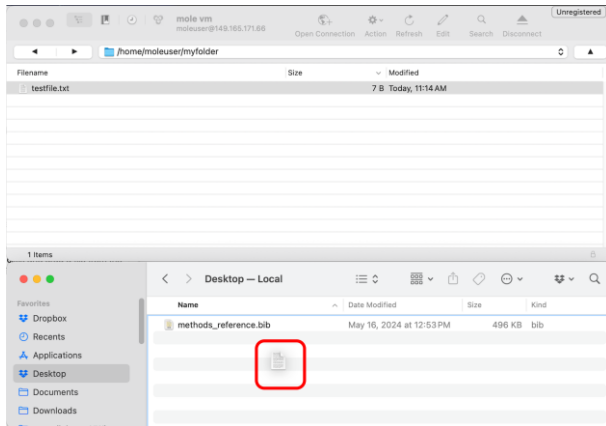 Unregistered
mole vm
moleuser@149.165.171.66
Open Connection Action Refresh Edit Search Disconnect
/home/moleuser/myfolder
Filename Size Modified
testfile.txt 7 B Today, 11:14 AM
1 Items
Desktop — Local
Favorites
Name Date Modified Size Kind
Dropbox
methods_reference.bib May 16, 2024 at 12:53 PM 496 KB bib
Recents
Applications
Desktop
Documents
Downloads